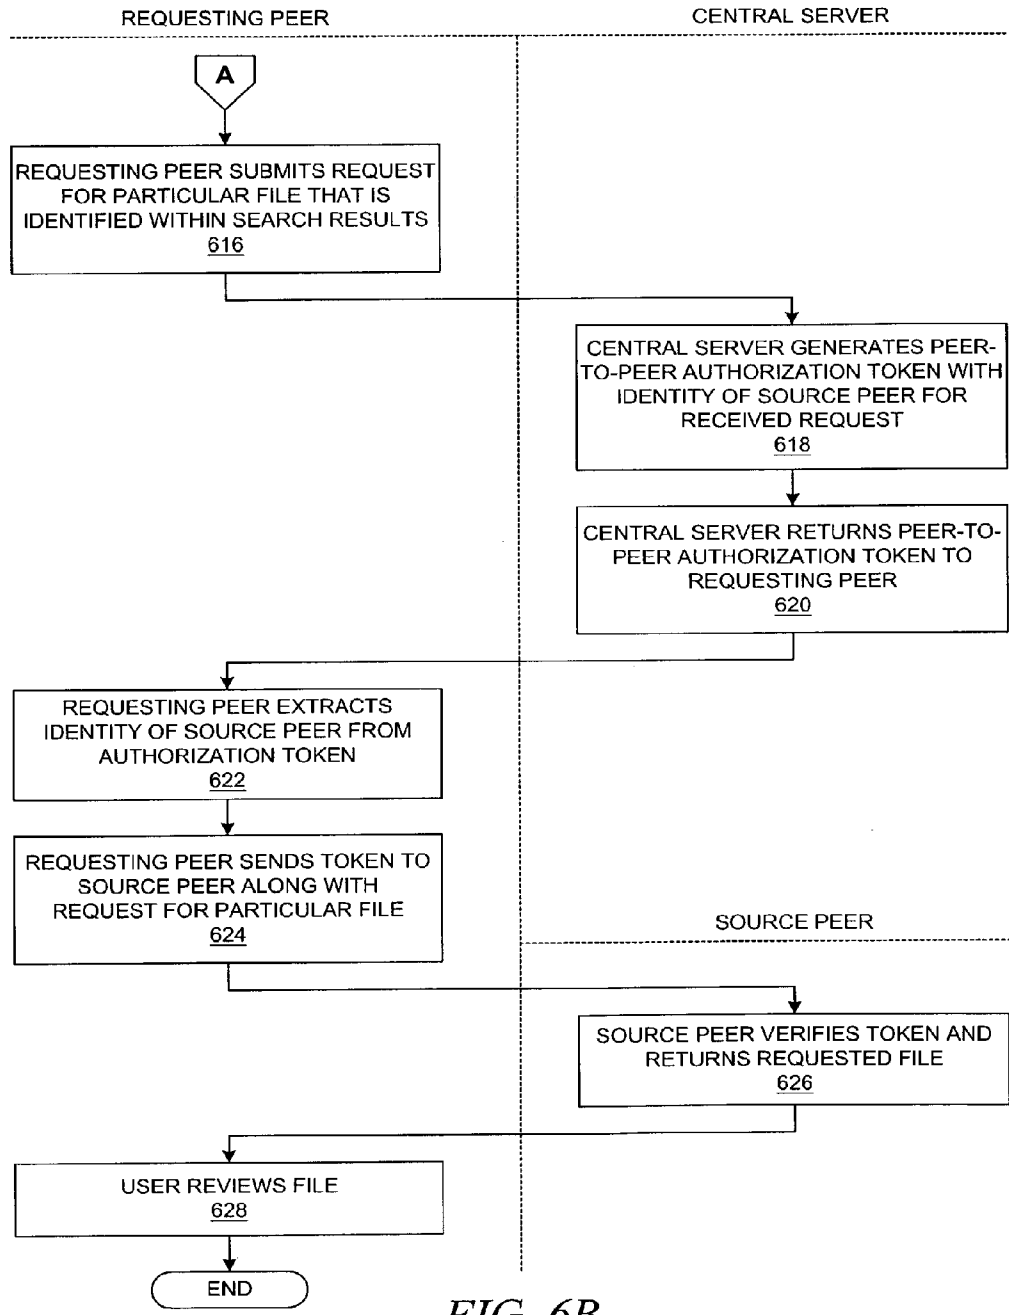 REQUESTING PEER
CENTRAL SERVER
A
REQUESTING PEER SUBMITS REQUEST
FOR PARTICULAR FILE THAT IS
IDENTIFIED WITHIN SEARCH RESULTS
616
CENTRAL SERVER GENERATES PEER-
TO-PEER AUTHORIZATION TOKEN WITH
IDENTITY OF SOURCE PEER FOR
RECEIVED REQUEST
618
CENTRAL SERVER RETURNS PEER-TO-
PEER AUTHORIZATION TOKEN TO
REQUESTING PEER
620
REQUESTING PEER EXTRACTS
IDENTITY OF SOURCE PEER FROM
AUTHORIZATION TOKEN
622
REQUESTING PEER SENDS TOKEN TO
SOURCE PEER ALONG WITH
REQUEST FOR PARTICULAR FILE
624
SOURCE PEER
SOURCE PEER VERIFIES TOKEN AND
RETURNS REQUESTED FILE
626
USER REVIEWS FILE
628
END
FIG. 6B